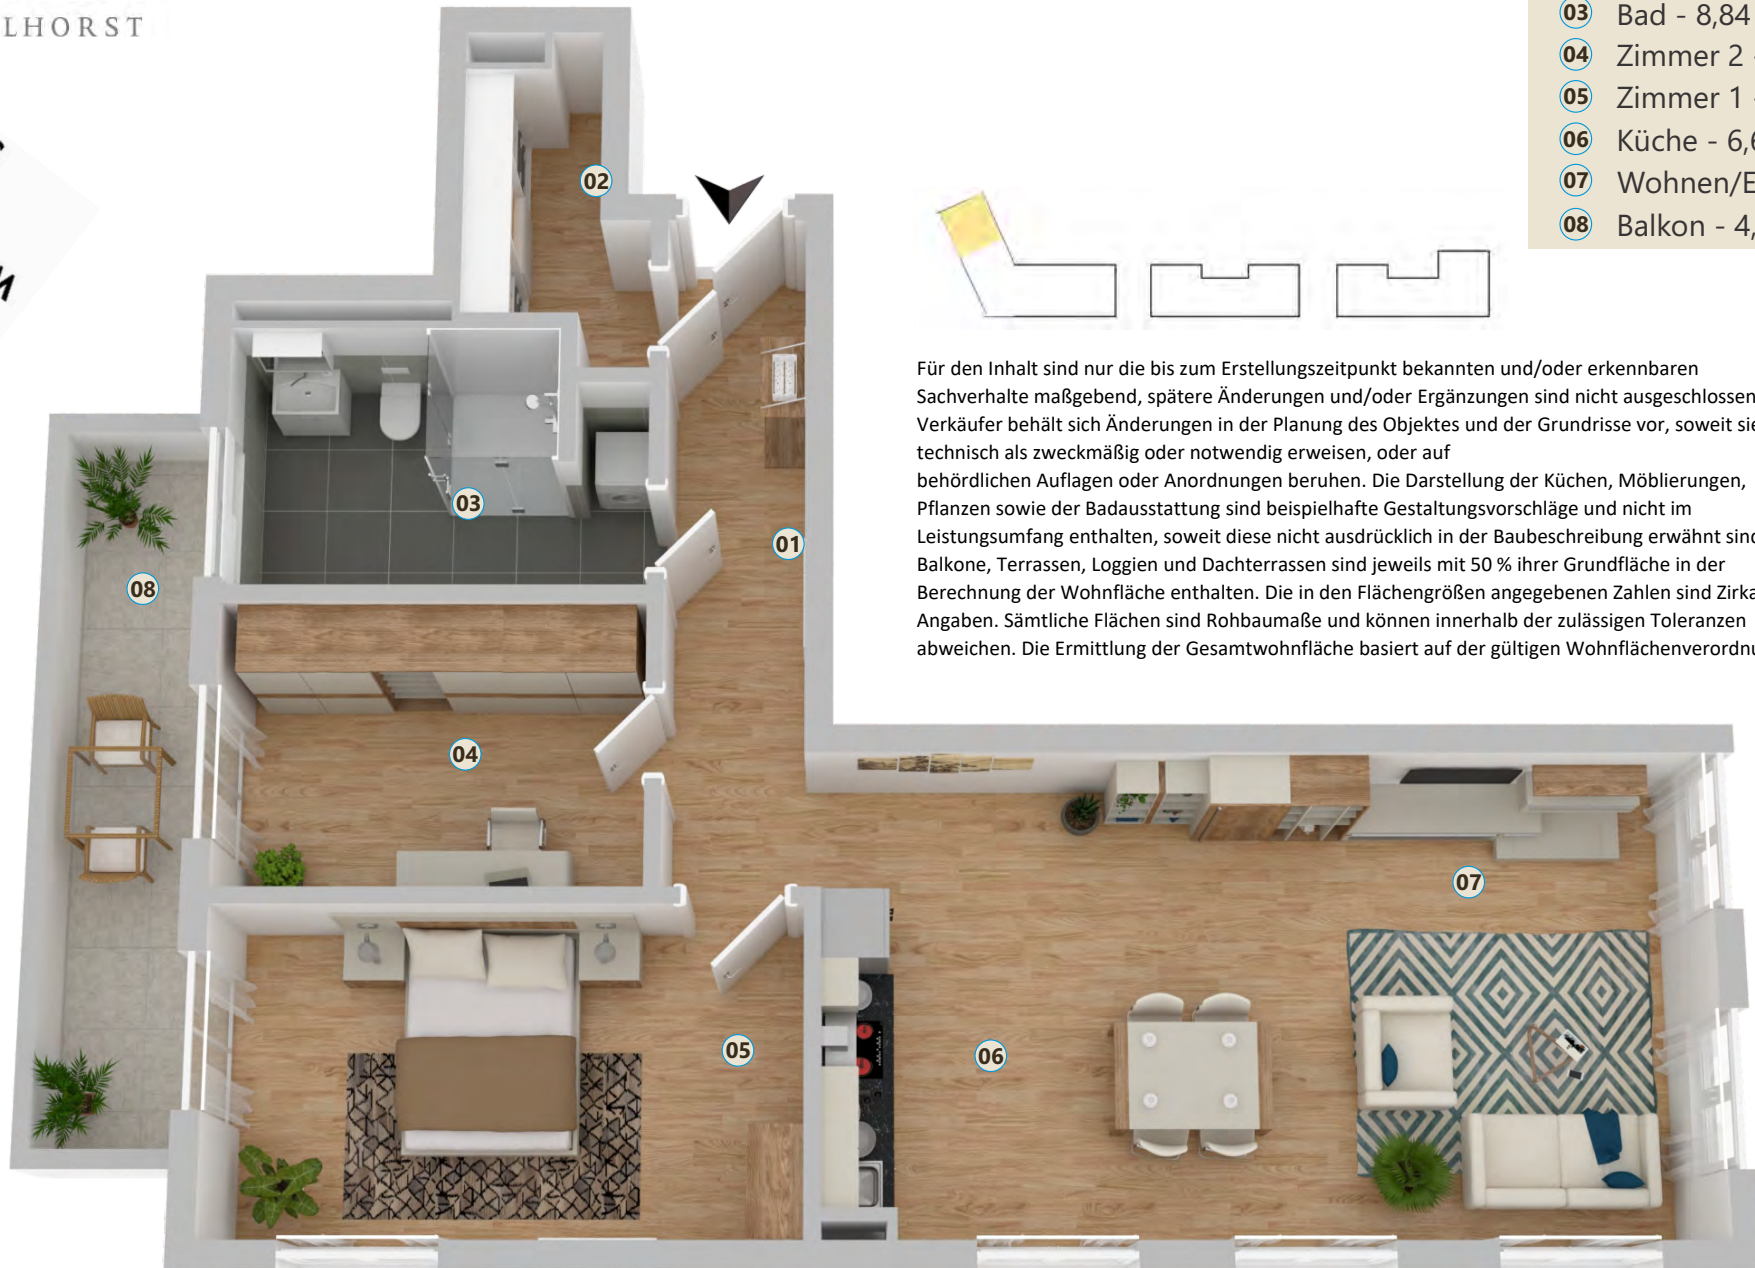 LHORST
03 Bad - 8,84
04 Zimmer 2 -
05 Zimmer 1 -
06 Küche - 6,6
07 Wohnen/E
08 Balkon - 4,
Für den Inhalt sind nur die bis zum Erstellungszeitpunkt bekannten und/oder erkennbaren
Sachverhalte maßgebend, spätere Änderungen und/oder Ergänzungen sind nicht ausgeschlossen
Verkäufer behält sich Änderungen in der Planung des Objektes und der Grundrisse vor, soweit sie
technisch als zweckmäßig oder notwendig erweisen, oder auf
behördlichen Auflagen oder Anordnungen beruhen. Die Darstellung der Küchen, Möblierungen,
Pflanzen sowie der Badausstattung sind beispielhafte Gestaltungsvorschläge und nicht im
Leistungsumfang enthalten, soweit diese nicht ausdrücklich in der Baubeschreibung erwähnt sind
Balkone, Terrassen, Loggien und Dachterrassen sind jeweils mit 50 % ihrer Grundfläche in der
Berechnung der Wohnfläche enthalten. Die in den Flächengrößen angegebenen Zahlen sind Zirka
Angaben. Sämtliche Flächen sind Rohbaumaße und können innerhalb der zulässigen Toleranzen
abweichen. Die Ermittlung der Gesamtwohnfläche basiert auf der gültigen Wohnflächenverordnu
02
03
01
08
04
07
05
06